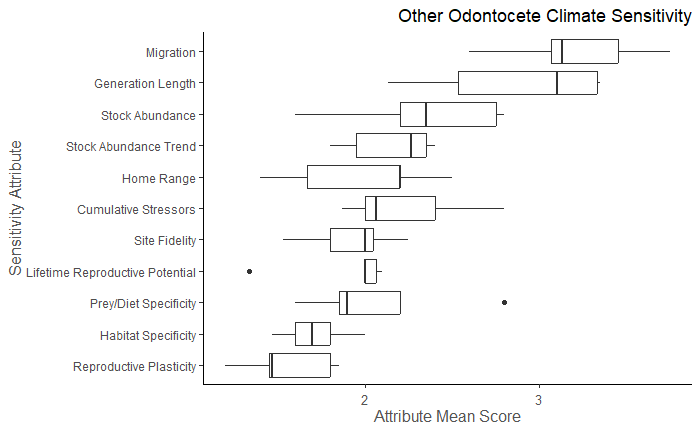 Other Odontocete Climate Sensitivity
Sensitivity Attribute
Migration
Generation Length
Stock Abundance
Stock Abundance Trend
Home Range
Cumulative Stressors
Site Fidelity
Lifetime Reproductive Potential
Prey/Diet Specificity
Habitat Specificity
Reproductive Plasticity
2 3
Attribute Mean Score